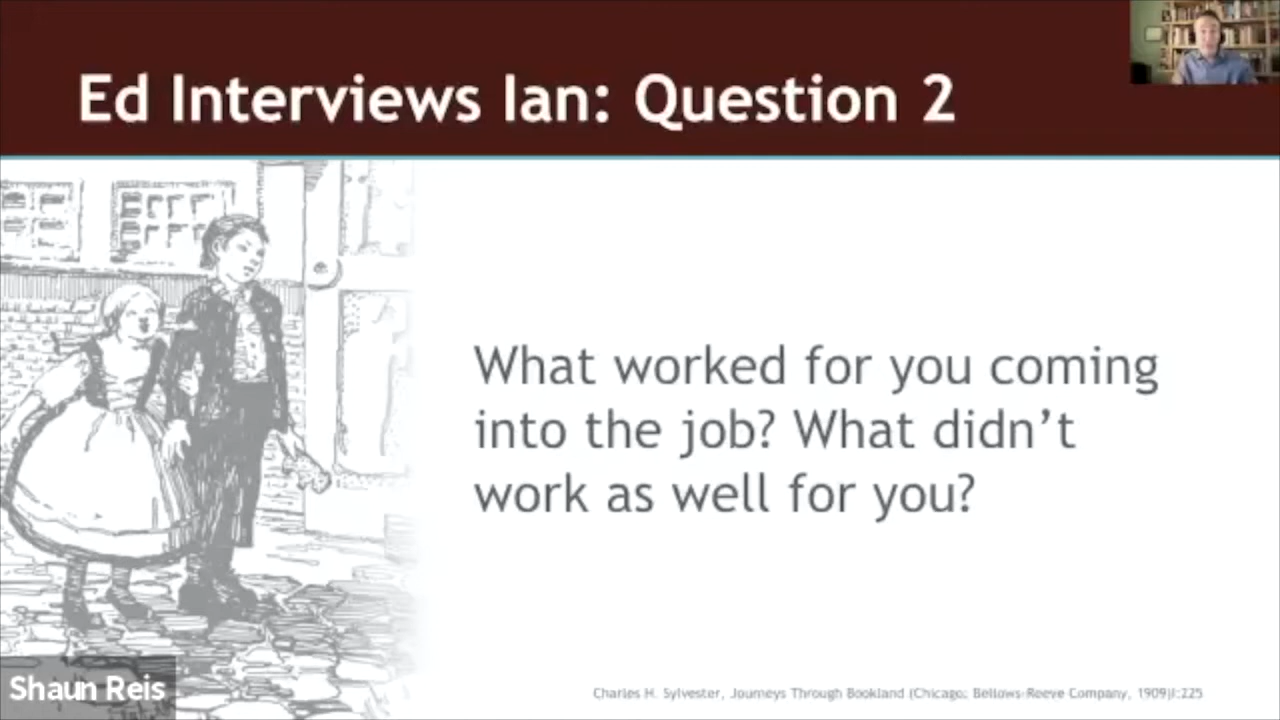 Ed Interviews Ian: Question 2
What worked for you coming
into the job? What didn’t
work as well for you?
Shaun Reis
Charles H. Sylvester, Journeys Through Bookland (Chicago: Bellows-Reeve Company, 1909)I:225